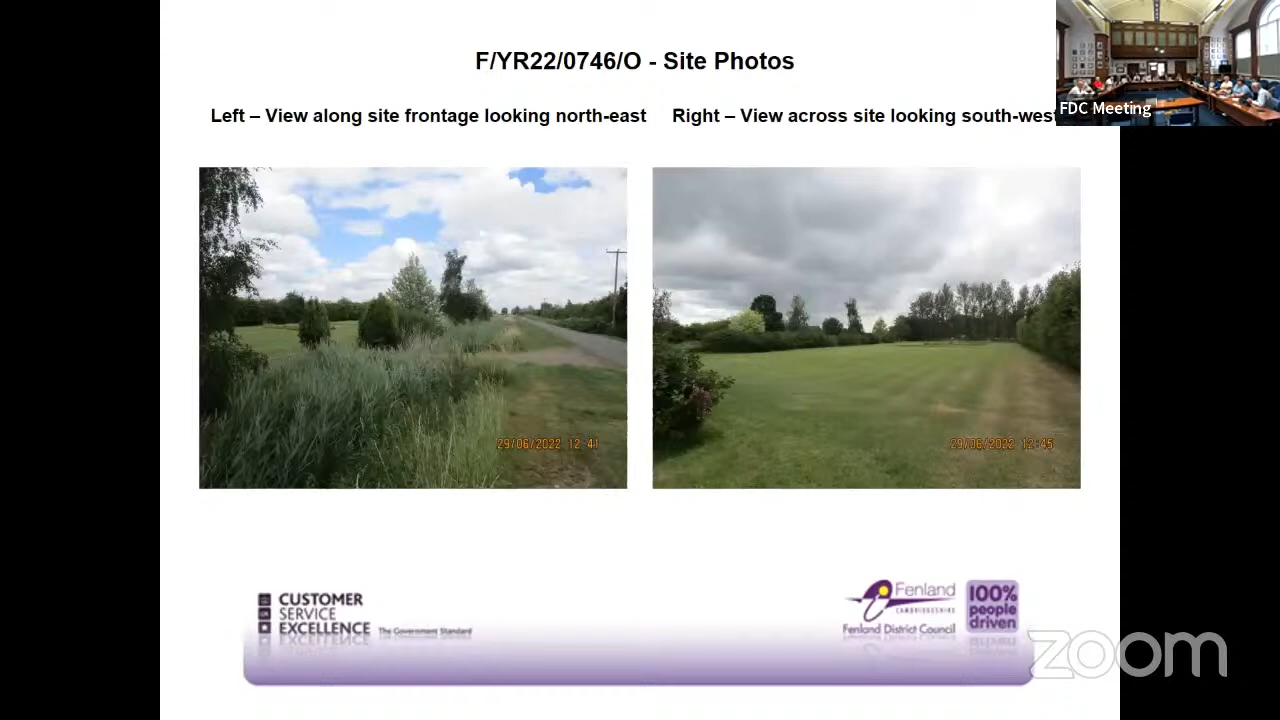 F/YR22/0746/O - Site Photos
Left – View along site frontage looking north-east
Right – View across site looking south-west
FDC Meeting
29/06/2022 12:41
29/06/2022 12:45
CUSTOMER
SERVICE
EXCELLENCE
The Government Standard
Fenland
CAMBRIDGESHIRE
Fenland District Council
100%
people
driven
zoom